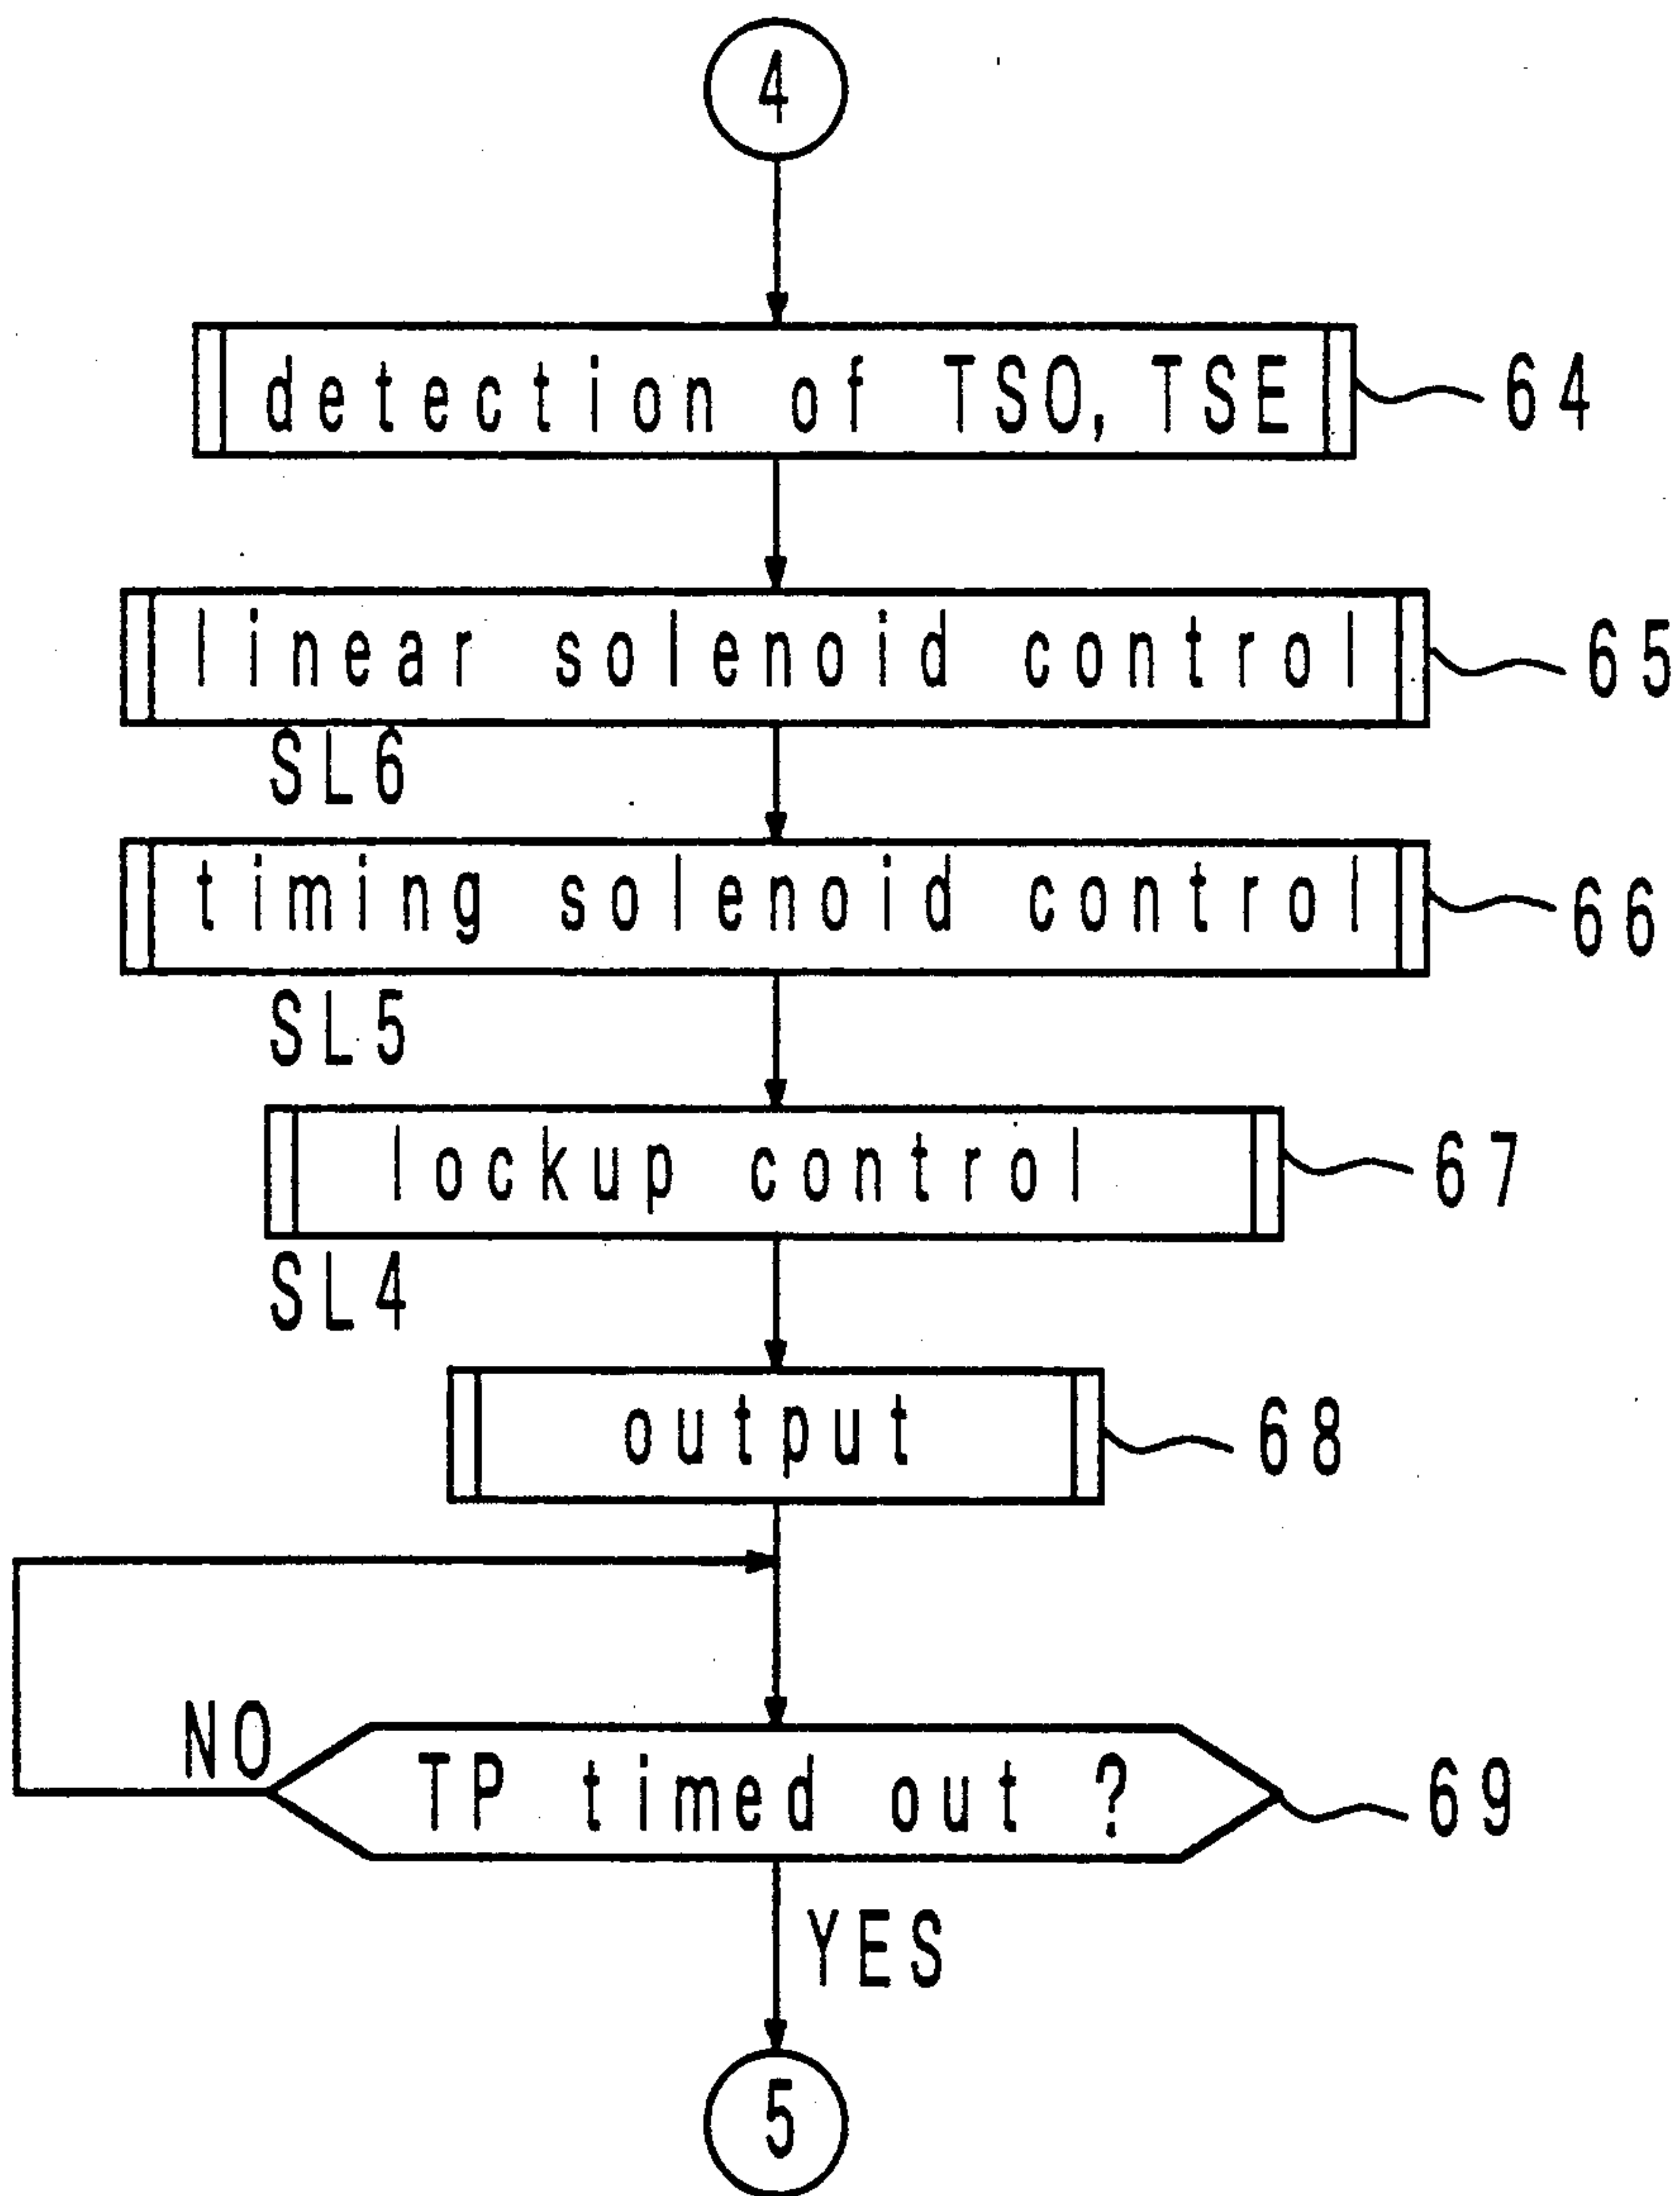 4
detection of TSO, TSE 64
linear solenoid control 65
SL6
timing solenoid control 66
SL5
lockup control 67
SL4
output 68
NO
TP timed out ? 69
YES
5